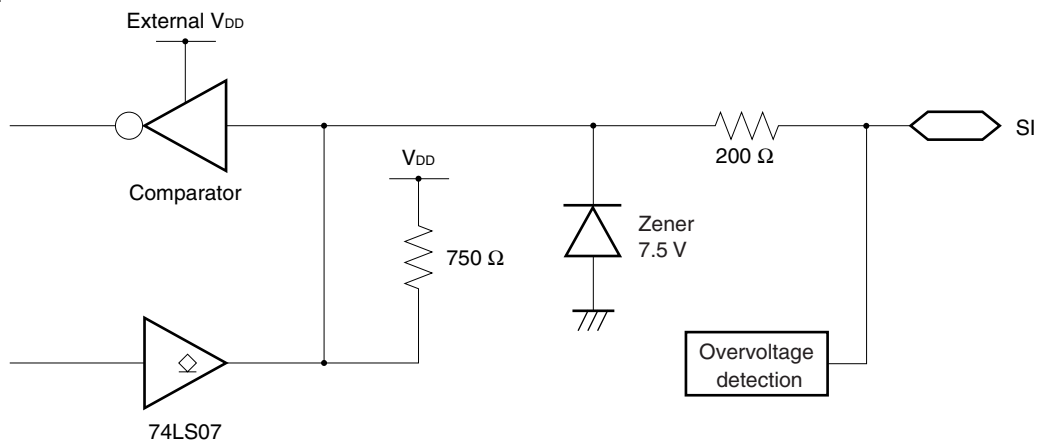 External VDD
Comparator
VDD
750 Ω
200 Ω
SI
Zener
7.5 V
Overvoltage
detection
74LS07